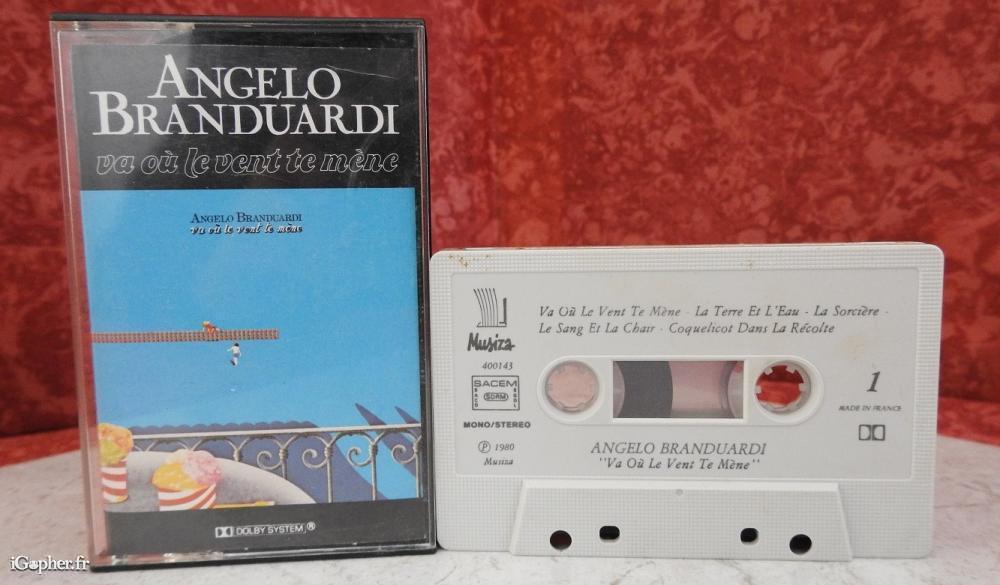 ANGELO
BRANDUARDI
va où le vent te mène
ANGELO BRANDUARDI
va où le vent te mène
DOLBY SYSTEM ®
Musiza
400143
SACEM
SDRM
MONO/STEREO
℗ 1980
Musiza
Va Où Le Vent Te Mène - La Terre Et L'Eau - La Sorcière -
Le Sang Et La Chair - Coquelicot Dans La Récolte
1
MADE IN FRANCE
ANGELO BRANDUARDI
"Va Où Le Vent Te Mène"
iGopher.fr